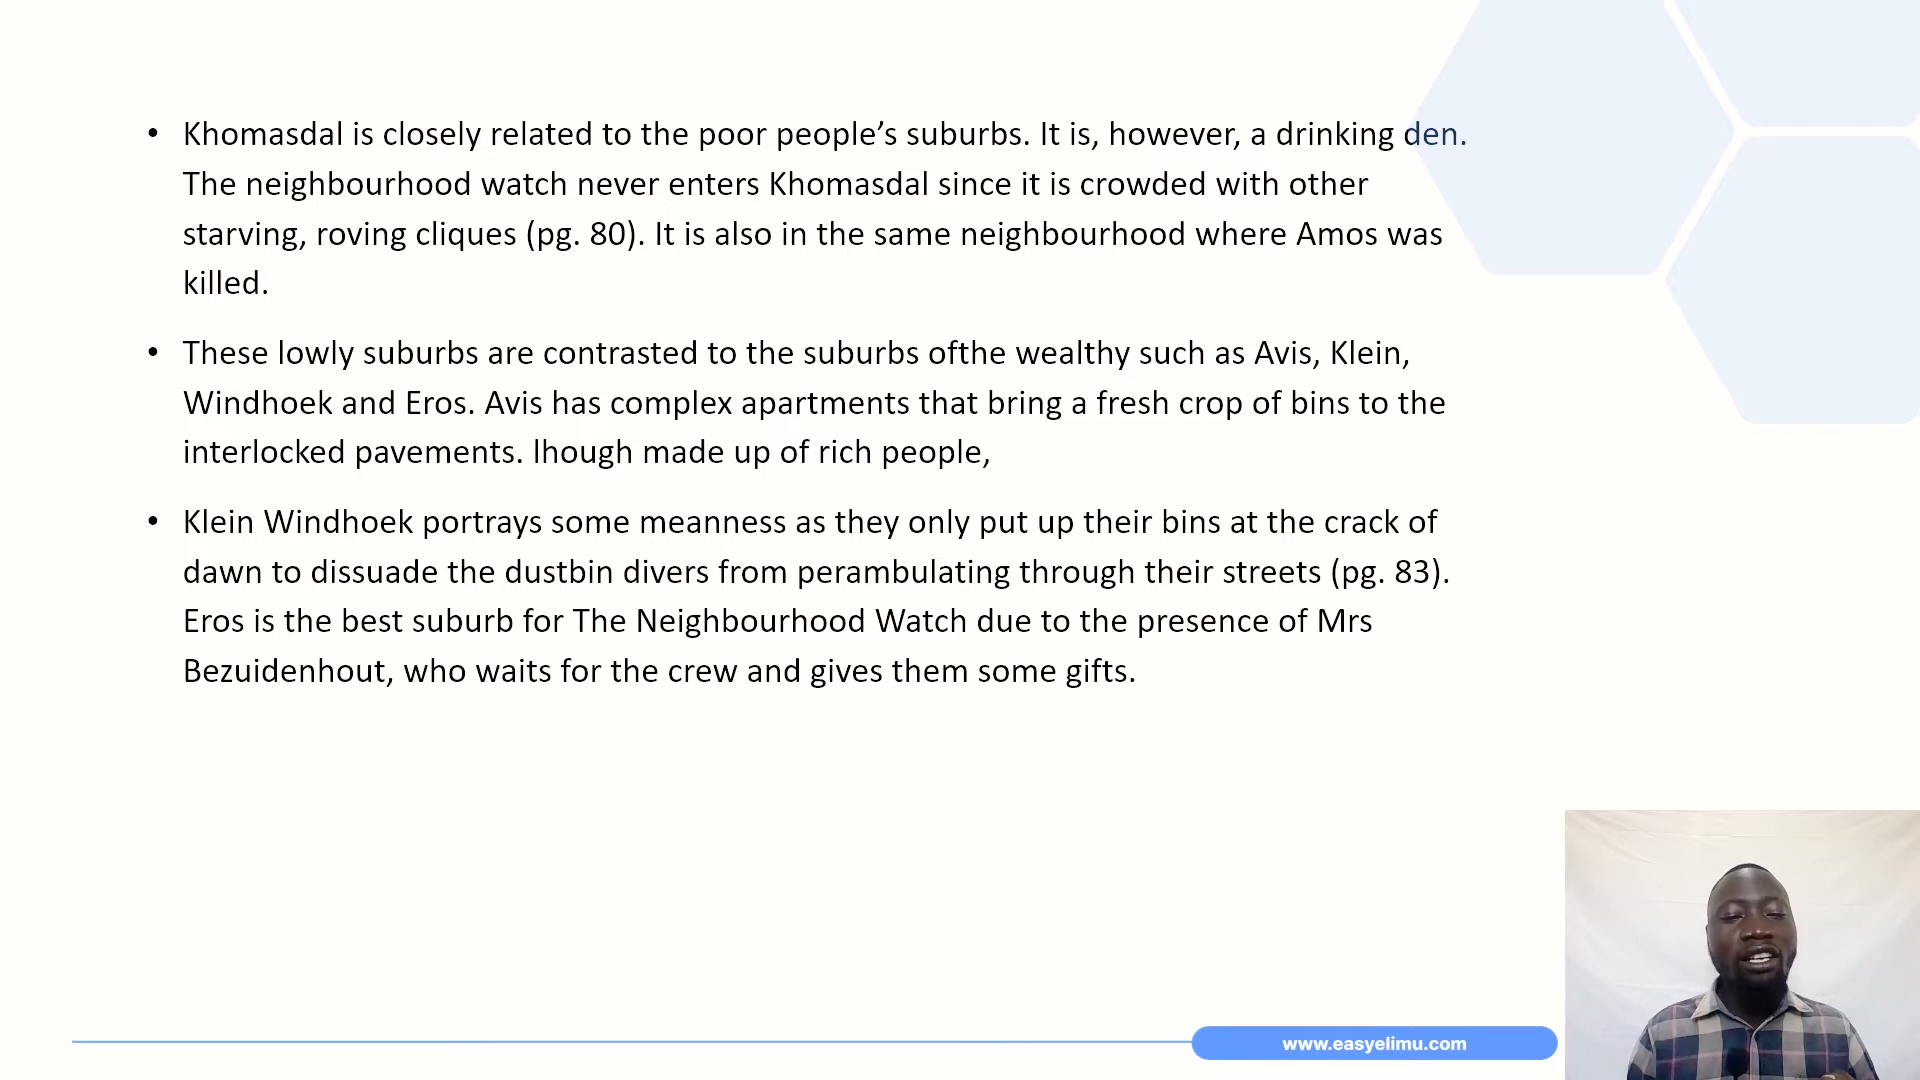 • Khomasdal is closely related to the poor people’s suburbs. It is, however, a drinking den.
The neighbourhood watch never enters Khomasdal since it is crowded with other
starving, roving cliques (pg. 80). It is also in the same neighbourhood where Amos was
killed.
• These lowly suburbs are contrasted to the suburbs ofthe wealthy such as Avis, Klein,
Windhoek and Eros. Avis has complex apartments that bring a fresh crop of bins to the
interlocked pavements. lhough made up of rich people,
• Klein Windhoek portrays some meanness as they only put up their bins at the crack of
dawn to dissuade the dustbin divers from perambulating through their streets (pg. 83).
Eros is the best suburb for The Neighbourhood Watch due to the presence of Mrs
Bezuidenhout, who waits for the crew and gives them some gifts.
www.easyelimu.com